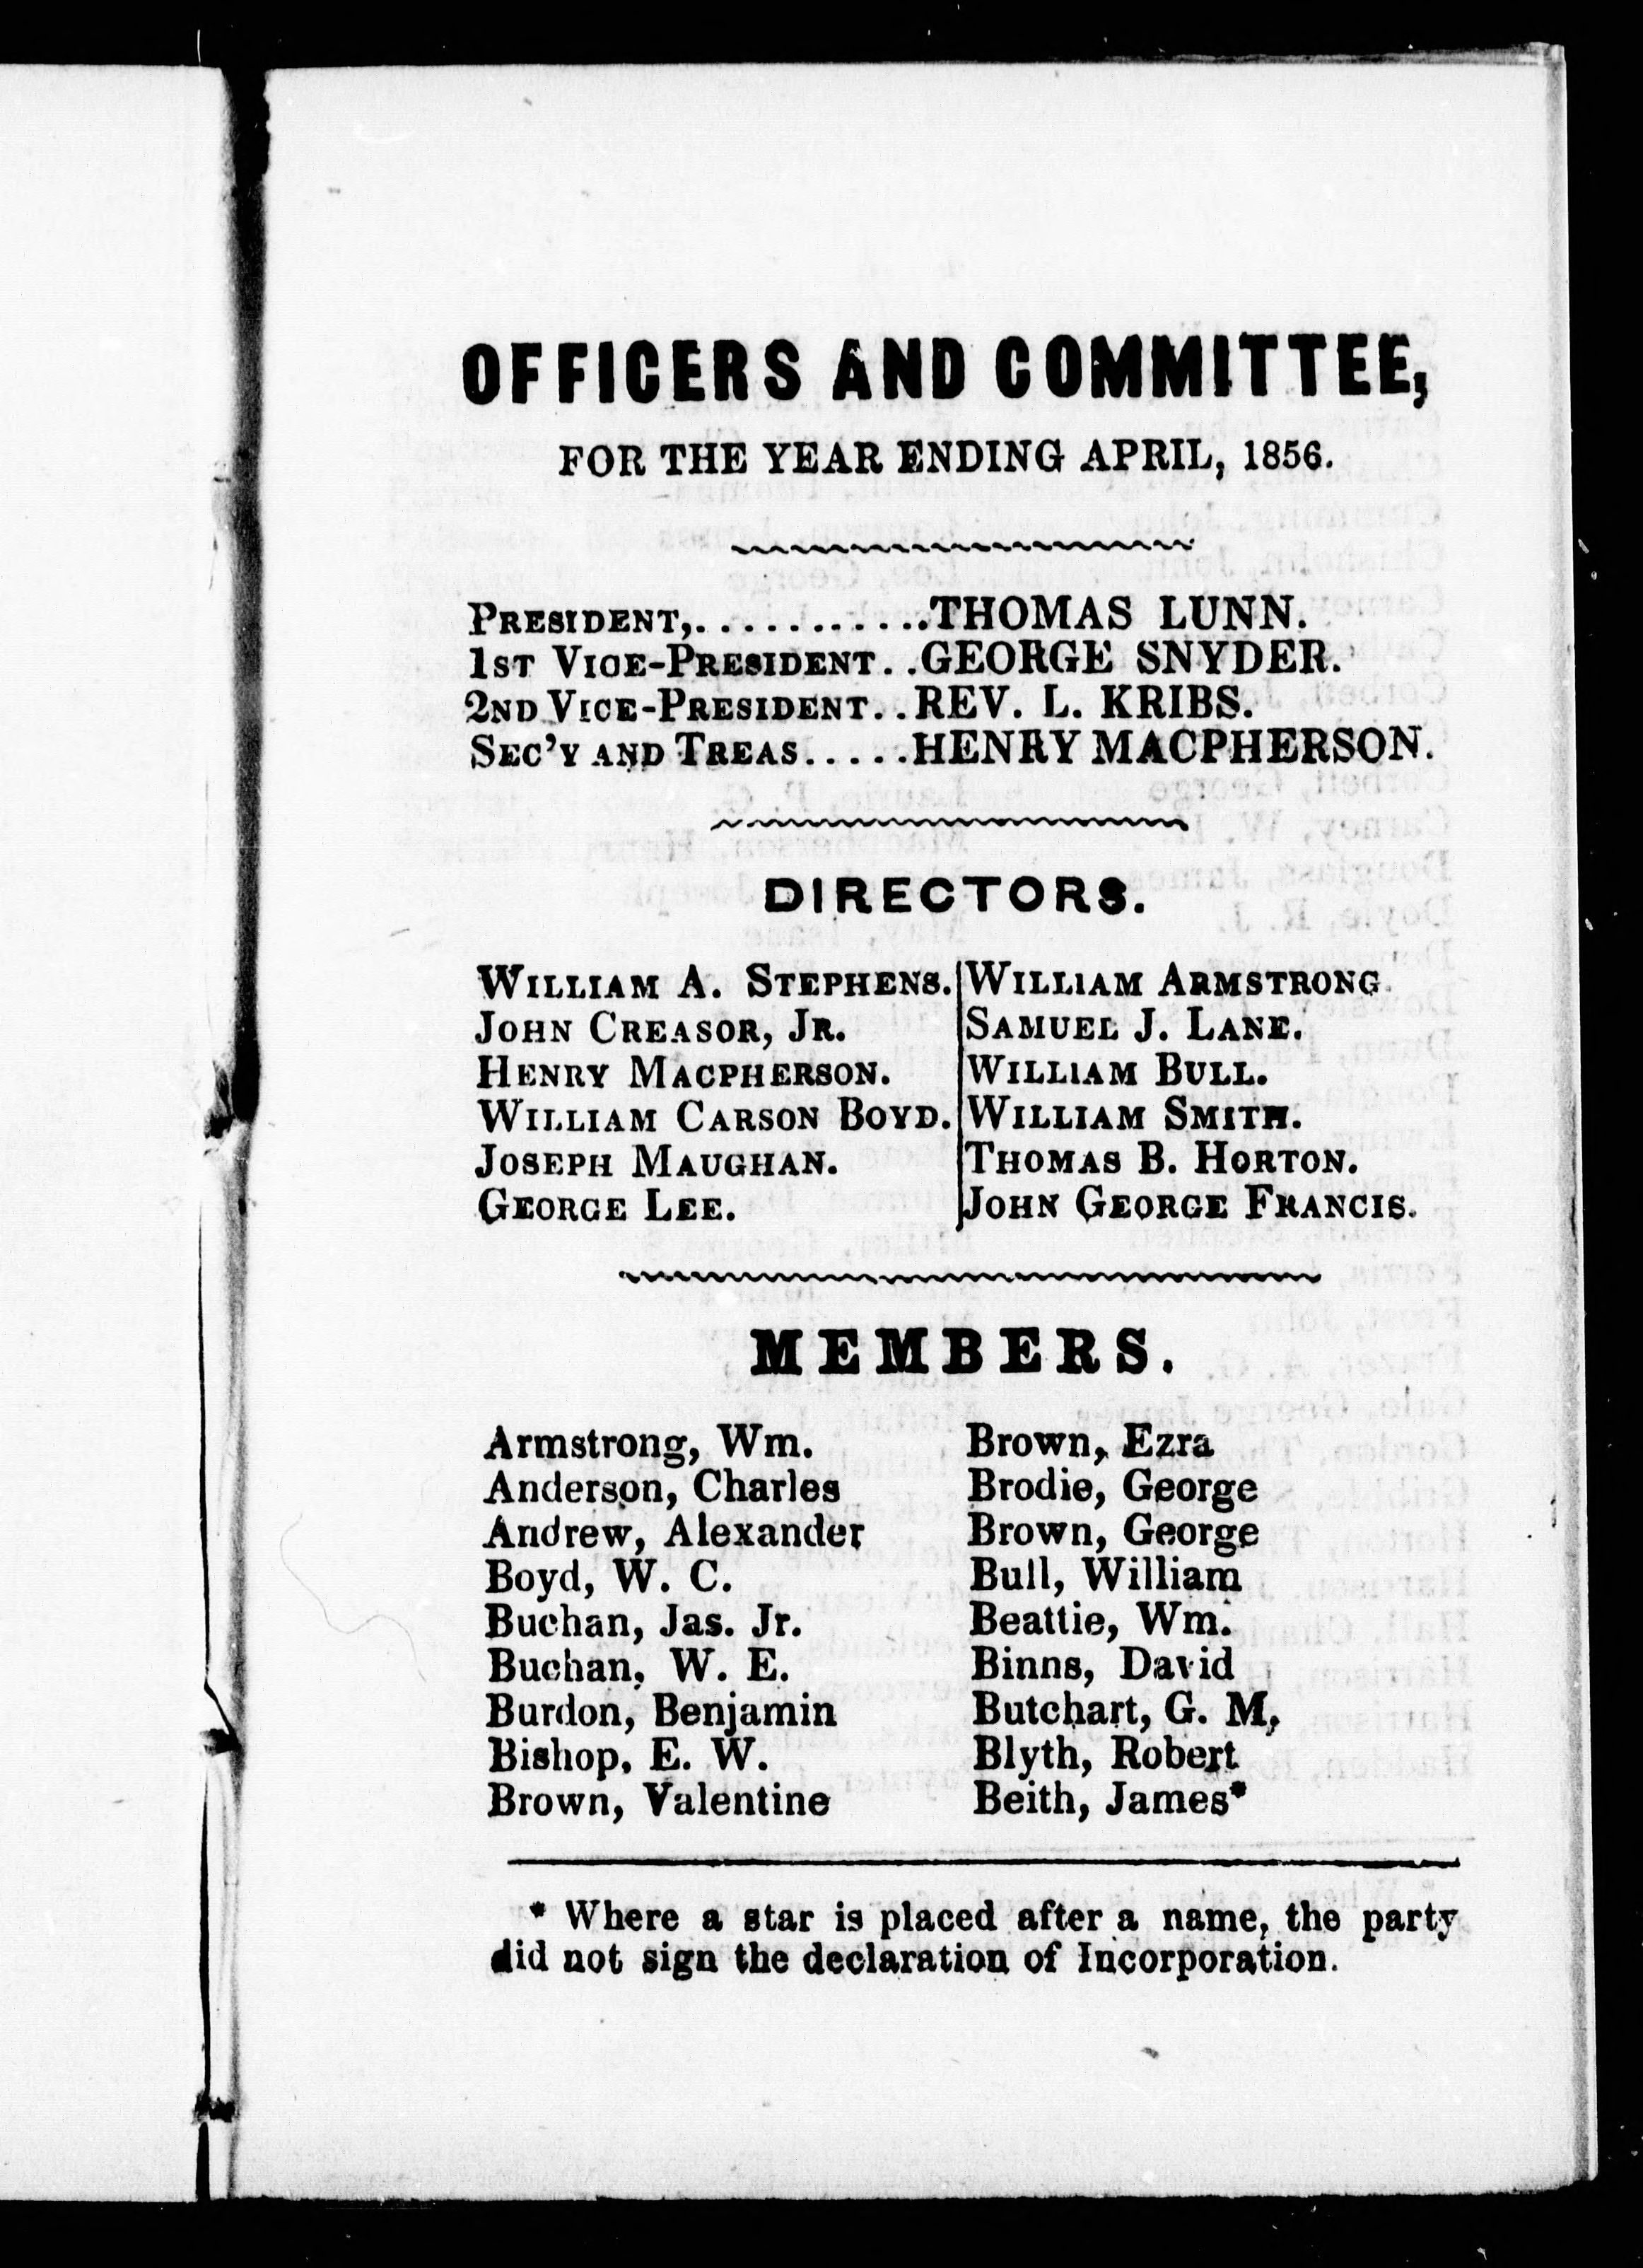 OFFICERS AND COMMITTEE,
FOR THE YEAR ENDING APRIL, 1856.
PRESIDENT,............THOMAS LUNN.
1ST VICE-PRESIDENT..GEORGE SNYDER.
2ND VICE-PRESIDENT..REV. L. KRIBS.
SEC'Y AND TREAS.....HENRY MACPHERSON.
DIRECTORS.
WILLIAM A. STEPHENS.
JOHN CREASOR, JR.
HENRY MACPHERSON.
WILLIAM CARSON BOYD.
JOSEPH MAUGHAN.
GEORGE LEE.
WILLIAM ARMSTRONG.
SAMUEL J. LANE.
WILLIAM BULL.
WILLIAM SMITH.
THOMAS B. HORTON.
JOHN GEORGE FRANCIS.
MEMBERS.
Armstrong, Wm.
Anderson, Charles
Andrew, Alexander
Boyd, W. C.
Buchan, Jas. Jr.
Buchan, W. E.
Burdon, Benjamin
Bishop, E. W.
Brown, Valentine
Brown, Ezra
Brodie, George
Brown, George
Bull, William
Beattie, Wm.
Binns, David
Butchart, G. M,
Blyth, Robert
Beith, James*
* Where a star is placed after a name, the party
did not sign the declaration of Incorporation.